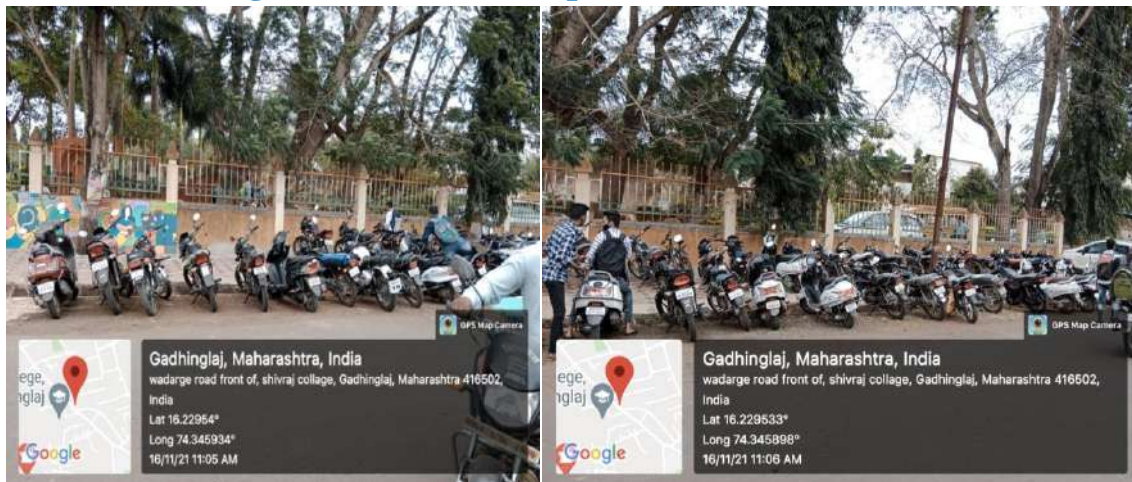 GPS Map Camera
Gadhinglaj, Maharashtra, India
wadarge road front of, shivraj collage, Gadhinglaj, Maharashtra 416502,
India
Lat 16.22954°
Long 74.345934°
16/11/21 11:05 AM
ege,
nglaj
Google
GPS Map Camera
Gadhinglaj, Maharashtra, India
wadarge road front of, shivraj collage, Gadhinglaj, Maharashtra 416502,
India
Lat 16.229533°
Long 74.345898°
16/11/21 11:06 AM
ege,
nglaj
Google